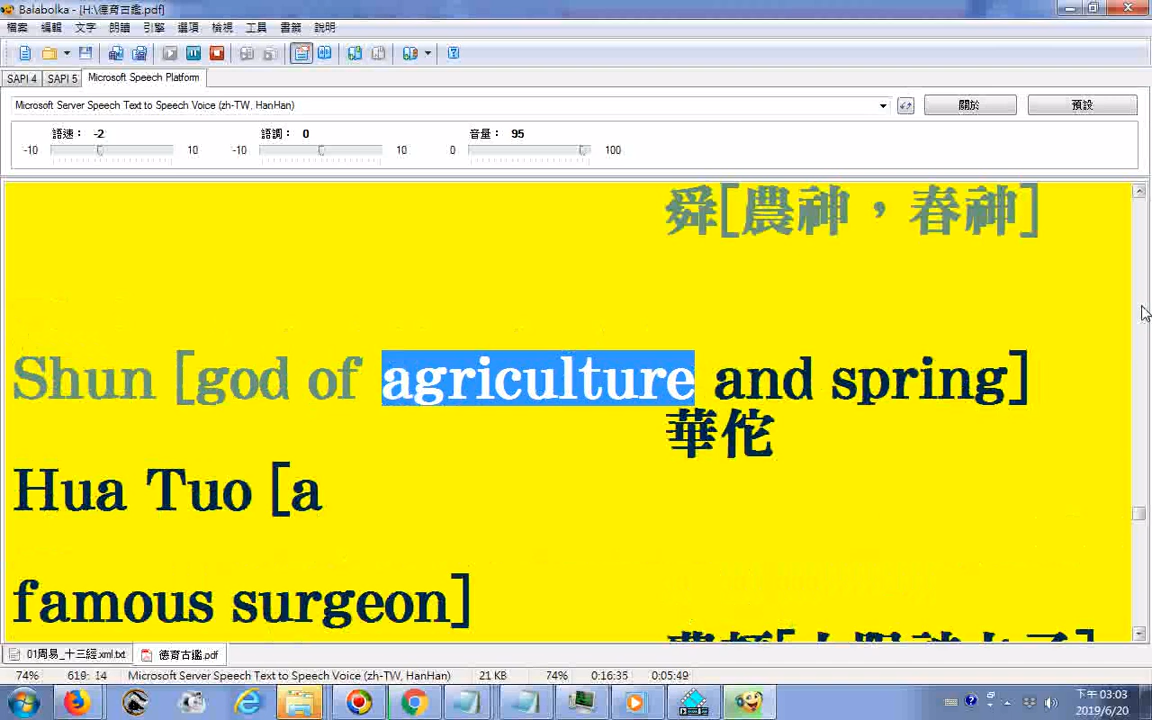 Balabolka - [H:\德育古鑑.pdf]
檔案 編輯 文字 朗讀 引擎 選項 檢視 工具 書籤 說明
SAPI 4 SAPI 5 Microsoft Speech Platform
Microsoft Server Speech Text to Speech Voice (zh-TW, HanHan)
關於 預設
語速： -2 語調： 0 音量： 95
-10 10 -10 10 0 100
舜[農神，春神]
Shun [god of agriculture and spring]
華佗
Hua Tuo [a
famous surgeon]
01周易_十三經.xml.txt 德育古鑑.pdf
74% 619: 14 Microsoft Server Speech Text to Speech Voice (zh-TW, HanHan) 21 KB 74% 0:16:35 0:05:49
下午 03:03
2019/6/20